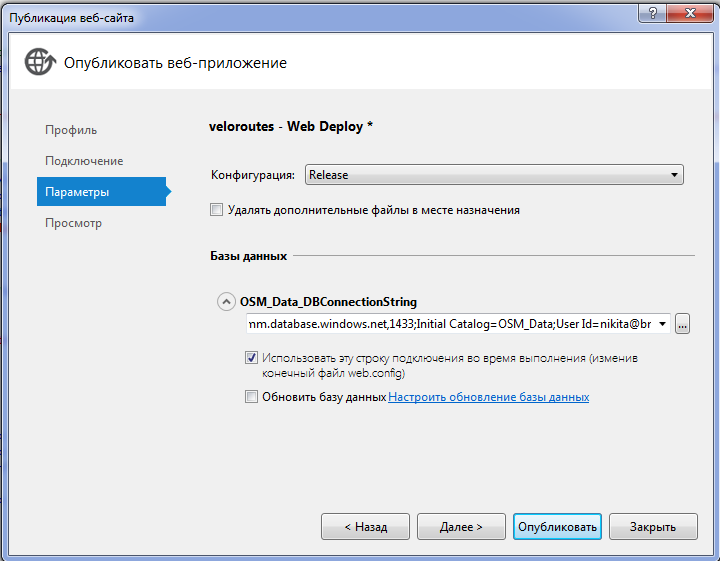 Публикация веб-сайта
?
Опубликовать веб-приложение
Профиль
Подключение
Параметры
Просмотр
veloroutes - Web Deploy *
Конфигурация: Release
Удалять дополнительные файлы в месте назначения
Базы данных
OSM_Data_DBConnectionString
nm.database.windows.net,1433;Initial Catalog=OSM_Data;User Id=nikita@br ...
Использовать эту строку подключения во время выполнения (изменив
конечный файл web.config)
Обновить базу данных Настроить обновление базы данных
< Назад Далее > Опубликовать Закрыть